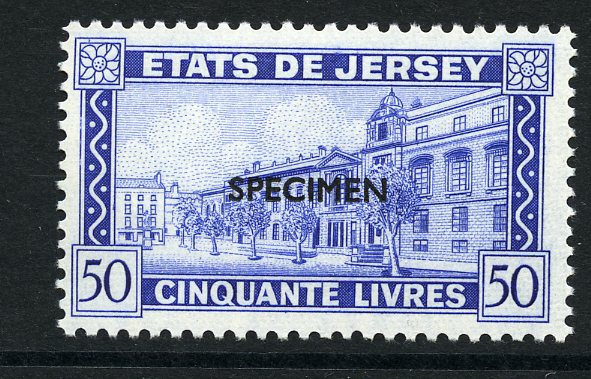 ETATS DE JERSEY
SPECIMEN
50 CINQUANTE LIVRES 50